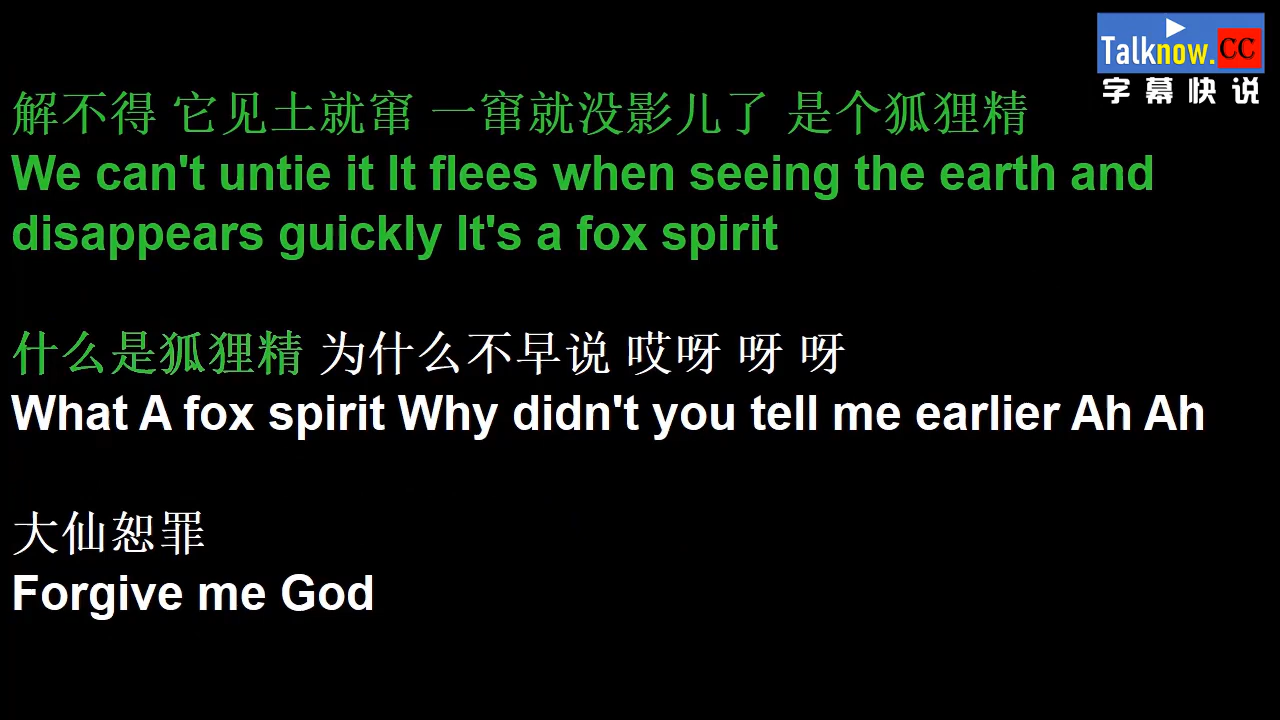 Talknow.CC
字幕快说
解不得 它见土就窜 一窜就没影儿了 是个狐狸精
We can't untie it It flees when seeing the earth and
disappears guickly It's a fox spirit
什么是狐狸精 为什么不早说 哎呀 呀 呀
What A fox spirit Why didn't you tell me earlier Ah Ah
大仙恕罪
Forgive me God